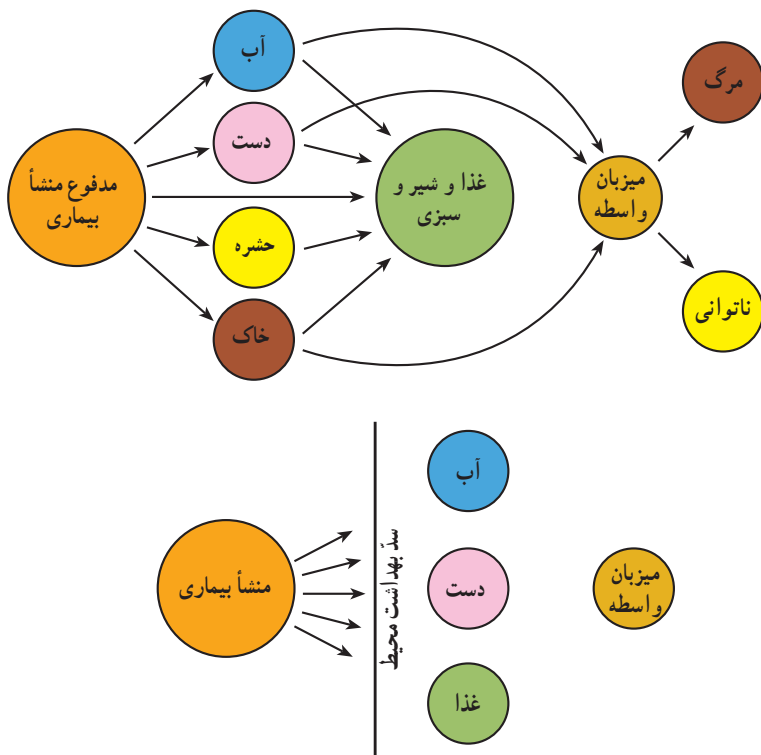 آب
مرگ
دست
مدفوع منشأ
بیماری
غذا و شیر و
سبزی
میزبان
واسطه
حشره
ناتوانی
خاک
آب
سدّ بهداشت محیط
منشأ بیماری
دست
میزبان
واسطه
غذا